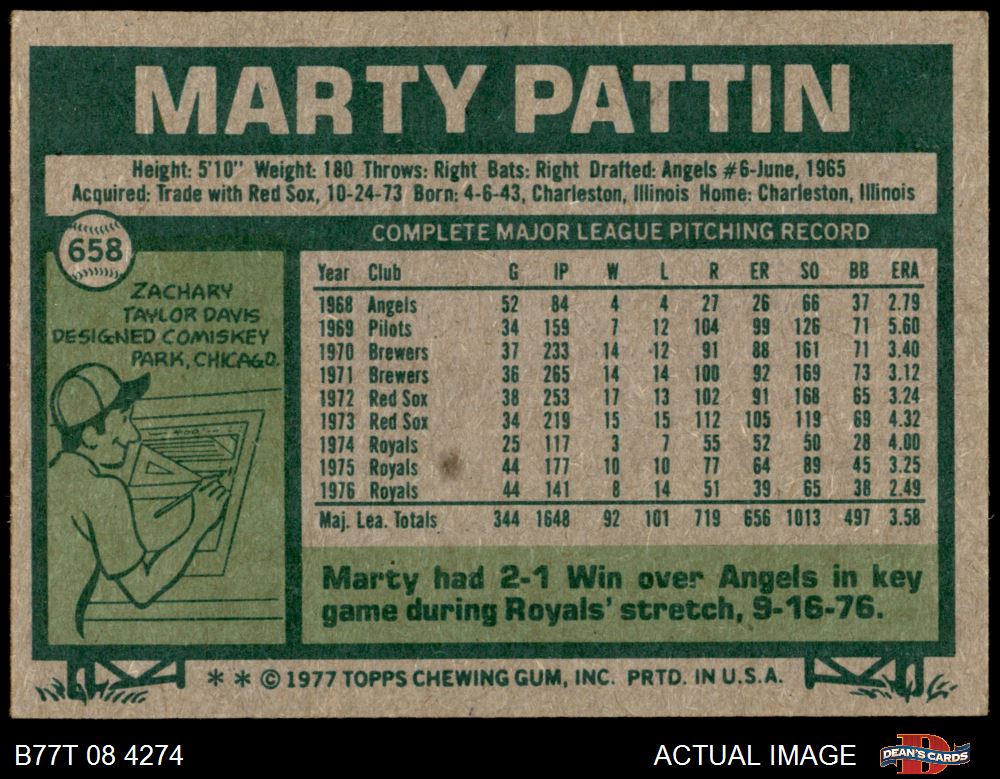 MARTY PATTIN
Height: 5'10" Weight: 180 Throws: Right Bats: Right Drafted: Angels #6-June, 1965
Acquired: Trade with Red Sox, 10-24-73 Born: 4-6-43, Charleston, Illinois Home: Charleston, Illinois
658
COMPLETE MAJOR LEAGUE PITCHING RECORD
ZACHARY
TAYLOR DAVIS
DESIGNED COMISKEY
PARK, CHICAGO.
Year Club G IP W L R ER SO BB ERA
1968 Angels 52 84 4 4 27 26 66 37 2.79
1969 Pilots 34 159 7 12 104 99 126 71 5.60
1970 Brewers 37 233 14 12 91 88 161 71 3.40
1971 Brewers 36 265 14 14 100 92 169 73 3.12
1972 Red Sox 38 253 17 13 102 91 168 65 3.24
1973 Red Sox 34 219 15 15 112 105 119 69 4.32
1974 Royals 25 117 3 7 55 52 50 28 4.00
1975 Royals 44 177 10 10 77 64 89 45 3.25
1976 Royals 44 141 8 14 51 39 65 38 2.49
Maj. Lea. Totals 344 1648 92 101 719 656 1013 497 3.58
Marty had 2-1 Win over Angels in key
game during Royals' stretch, 9-16-76.
* * © 1977 TOPPS CHEWING GUM, INC. PRTD. IN U.S.A.
B77T 08 4274
ACTUAL IMAGE
DEAN'S CARDS